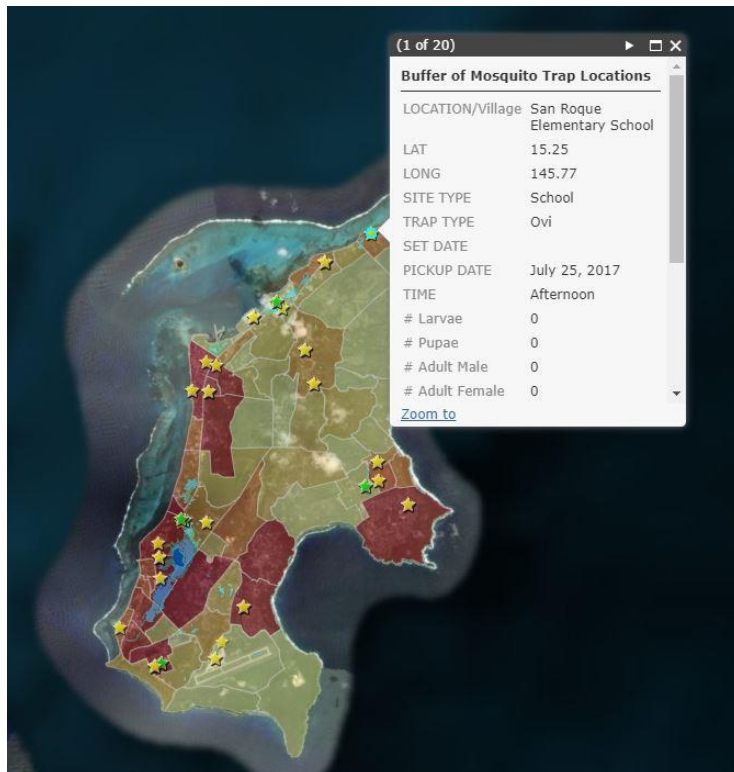 (1 of 20)
Buffer of Mosquito Trap Locations
LOCATION/Village San Roque
Elementary School
LAT 15.25
LONG 145.77
SITE TYPE School
TRAP TYPE Ovi
SET DATE
PICKUP DATE July 25, 2017
TIME Afternoon
# Larvae 0
# Pupae 0
# Adult Male 0
# Adult Female 0
Zoom to